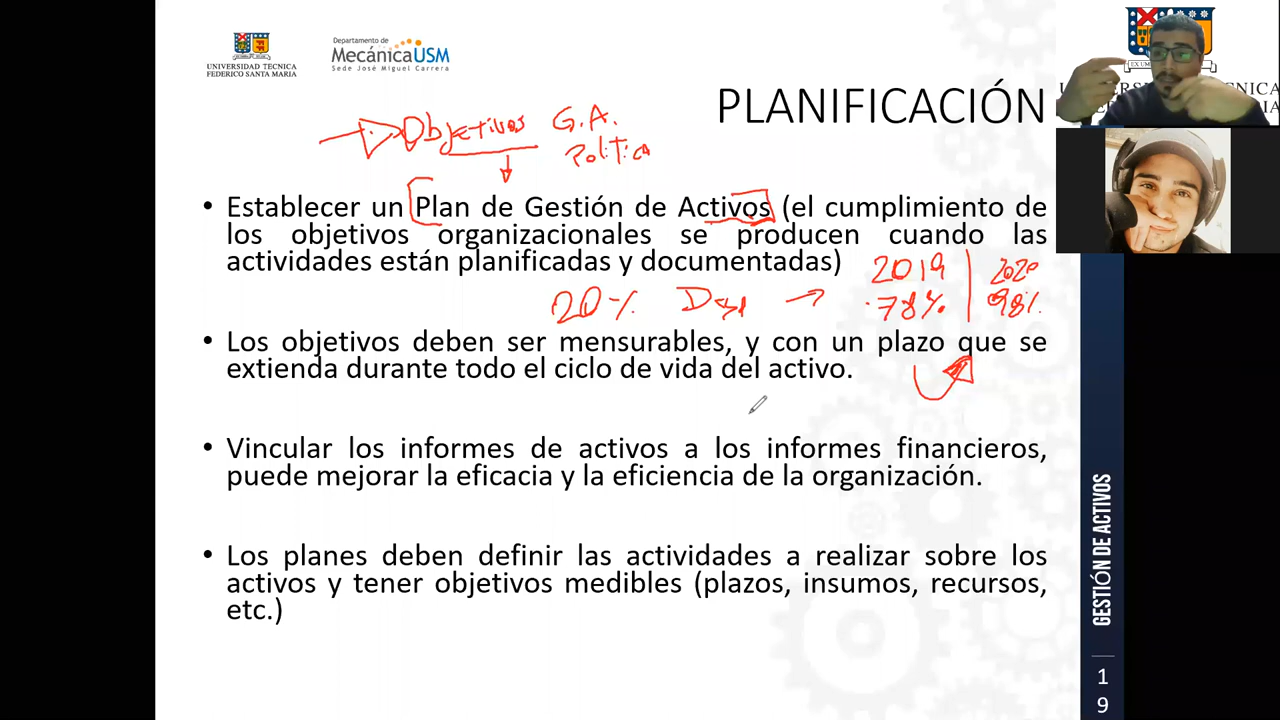 UNIVERSIDAD TECNICA
FEDERICO SANTA MARIA
Departamento de
MecánicaUSM
Sede José Miguel Carrera
PLANIFICACIÓN
Objetivos G.A.
Politica
• Establecer un Plan de Gestión de Activos (el cumplimiento de
los objetivos organizacionales se producen cuando las
actividades están planificadas y documentadas)
2019 | 2020
20% → 78% 98%
• Los objetivos deben ser mensurables, y con un plazo que se
extienda durante todo el ciclo de vida del activo.
• Vincular los informes de activos a los informes financieros,
puede mejorar la eficacia y la eficiencia de la organización.
• Los planes deben definir las actividades a realizar sobre los
activos y tener objetivos medibles (plazos, insumos, recursos,
etc.)
GESTIÓN DE ACTIVOS
1
9